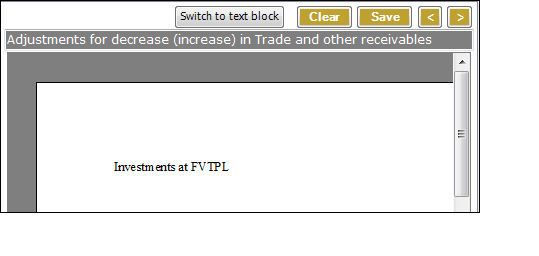 Switch to text block Clear Save < >
Adjustments for decrease (increase) in Trade and other receivables
Investments at FVTPL